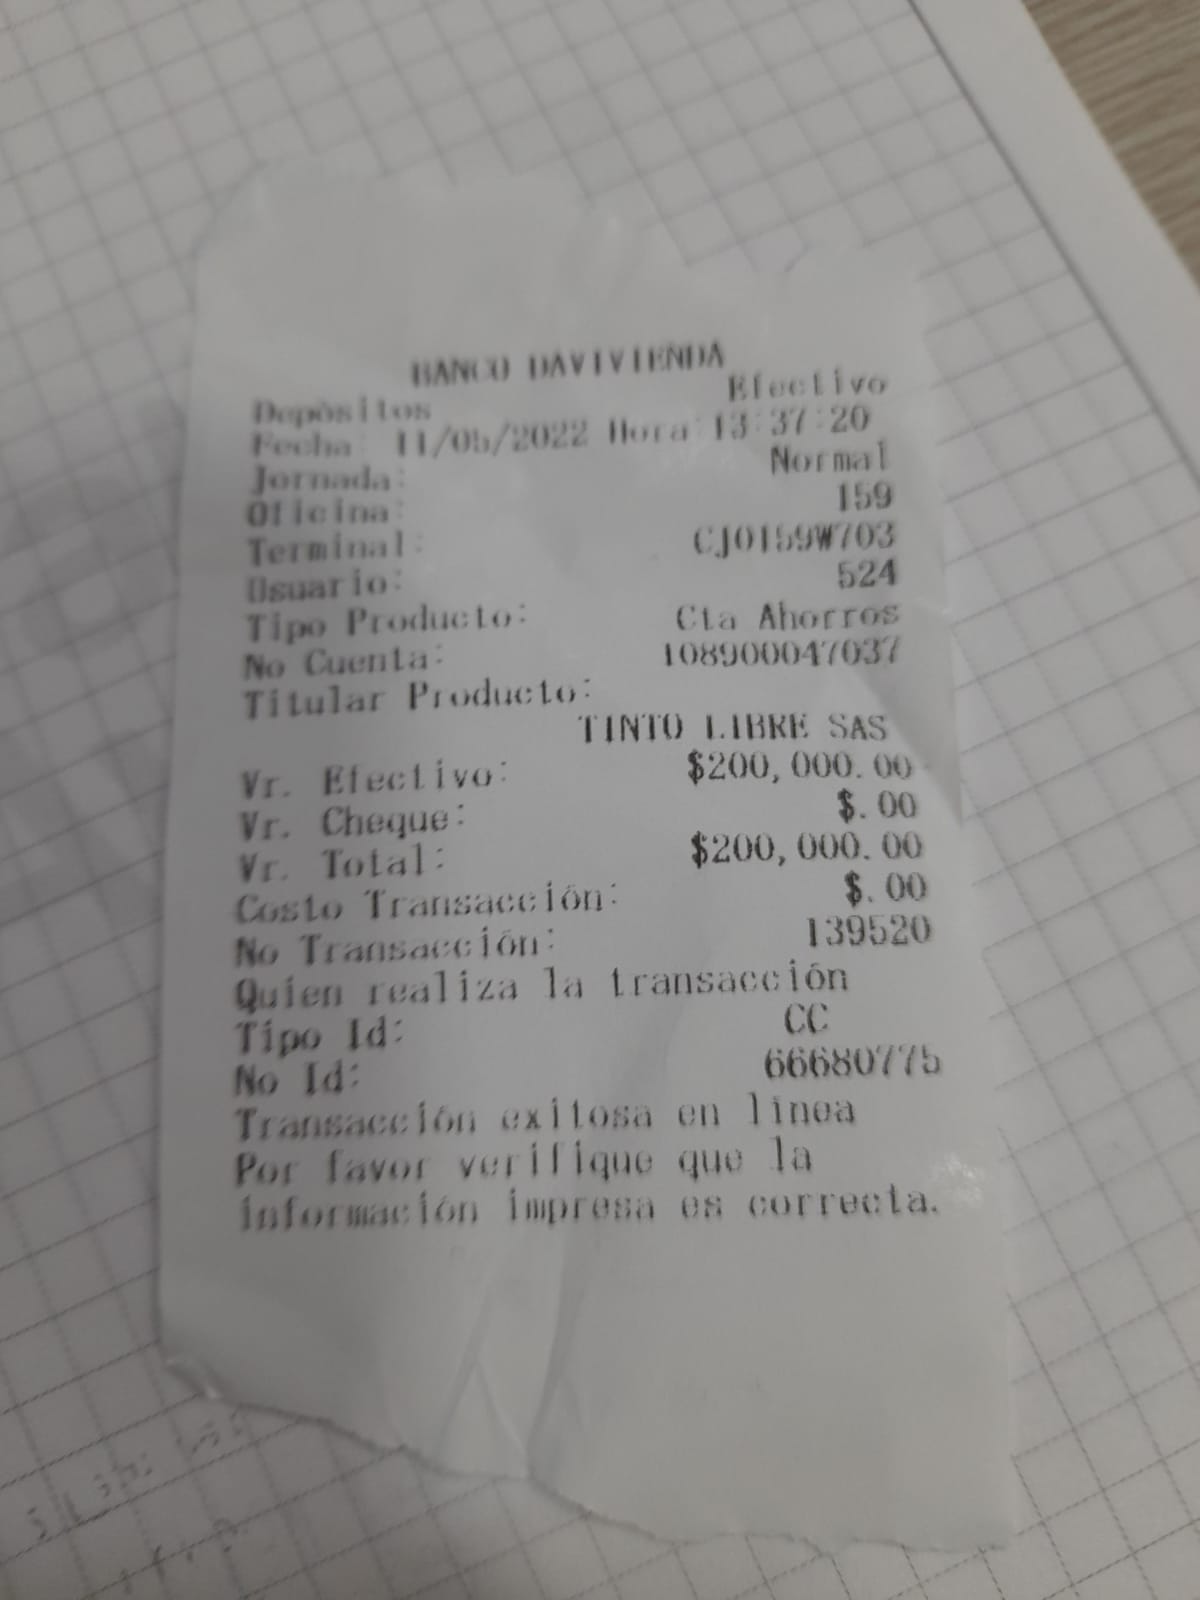 BANCO DAVIVIENDA
Depósitos Efectivo
Fecha: 11/05/2022 Hora:13:37:20
Jornada: Normal
Oficina: 159
Terminal: CJ0159W703
Usuario: 524
Tipo Producto: Cta Ahorros
No Cuenta: 108900047037
Titular Producto:
TINTO LIBRE SAS
Vr. Efectivo: $200,000.00
Vr. Cheque: $.00
Vr. Total: $200,000.00
Costo Transacción: $.00
No Transacción: 139520
Quien realiza la transacción
Tipo Id: CC
No Id: 66680775
Transacción exitosa en línea
Por favor verifique que la
información impresa es correcta.